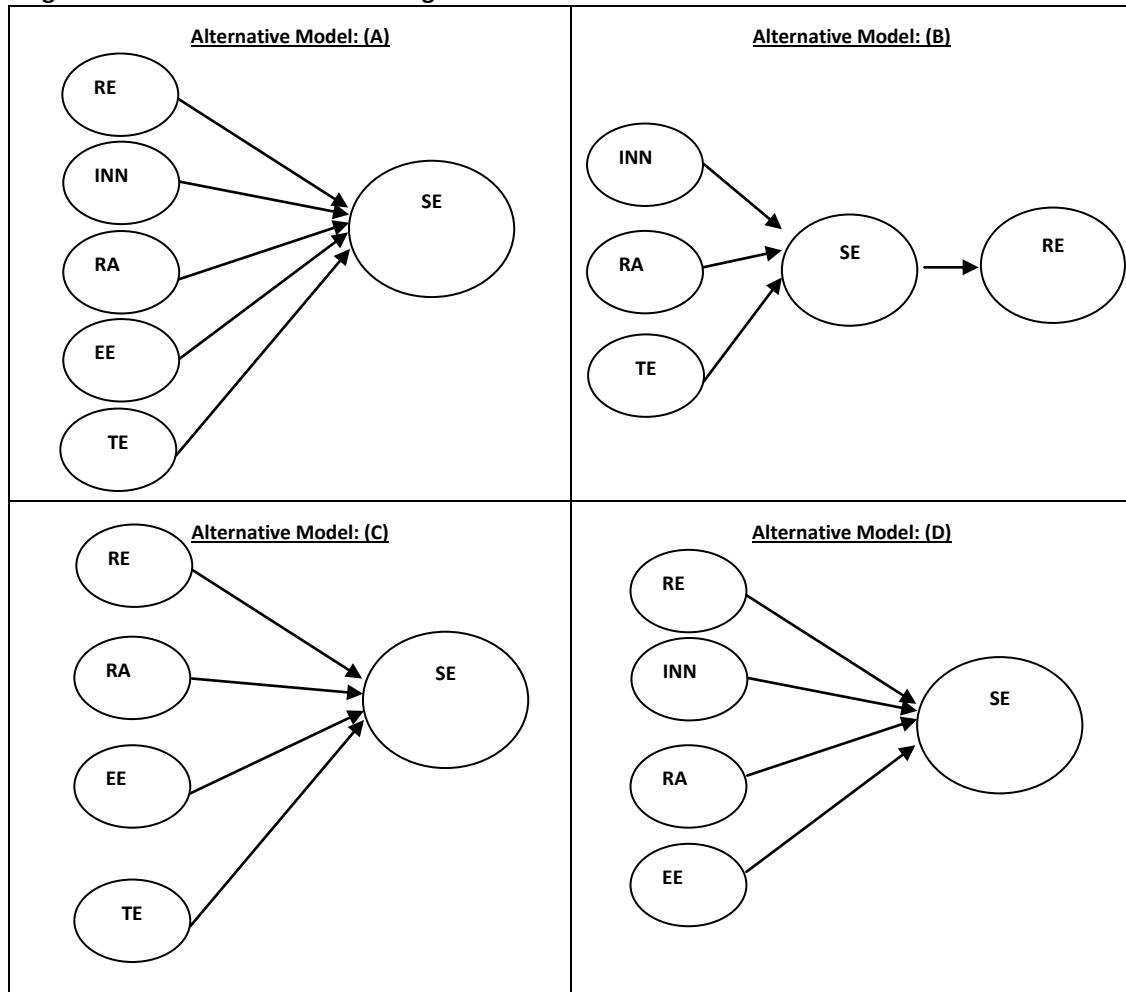 Alternative Model: (A)
RE
INN
RA
EE
TE
SE
Alternative Model: (B)
INN
RA
TE
SE
RE
Alternative Model: (C)
RE
RA
EE
TE
SE
Alternative Model: (D)
RE
INN
RA
EE
SE